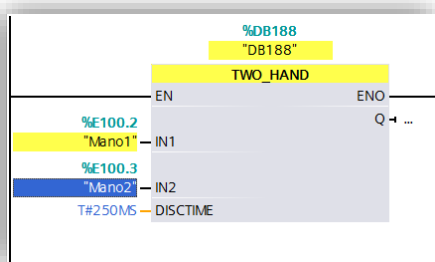 %DB188
"DB188"
TWO_HAND
EN ENO
%E100.2 Q ...
"Mano1" IN1
%E100.3
"Mano2" IN2
T#250MS DISCTIME